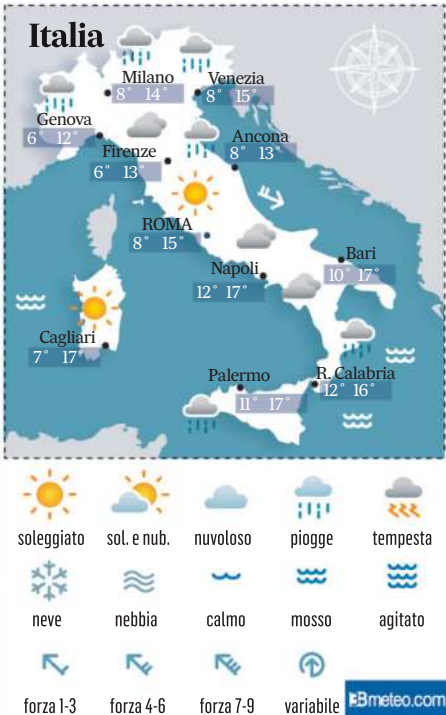 Italia
Milano
8° 14°
Venezia
8° 15°
Genova
6° 12°
Firenze
6° 13°
Ancona
8° 13°
ROMA
8° 15°
Napoli
12° 17°
Bari
10° 17°
Cagliari
7° 17°
Palermo
11° 17°
R. Calabria
12° 16°
soleggiato sol. e nub. nuvoloso piogge tempesta
neve nebbia calmo mosso agitato
forza 1-3 forza 4-6 forza 7-9 variabile
3Bmeteo.com